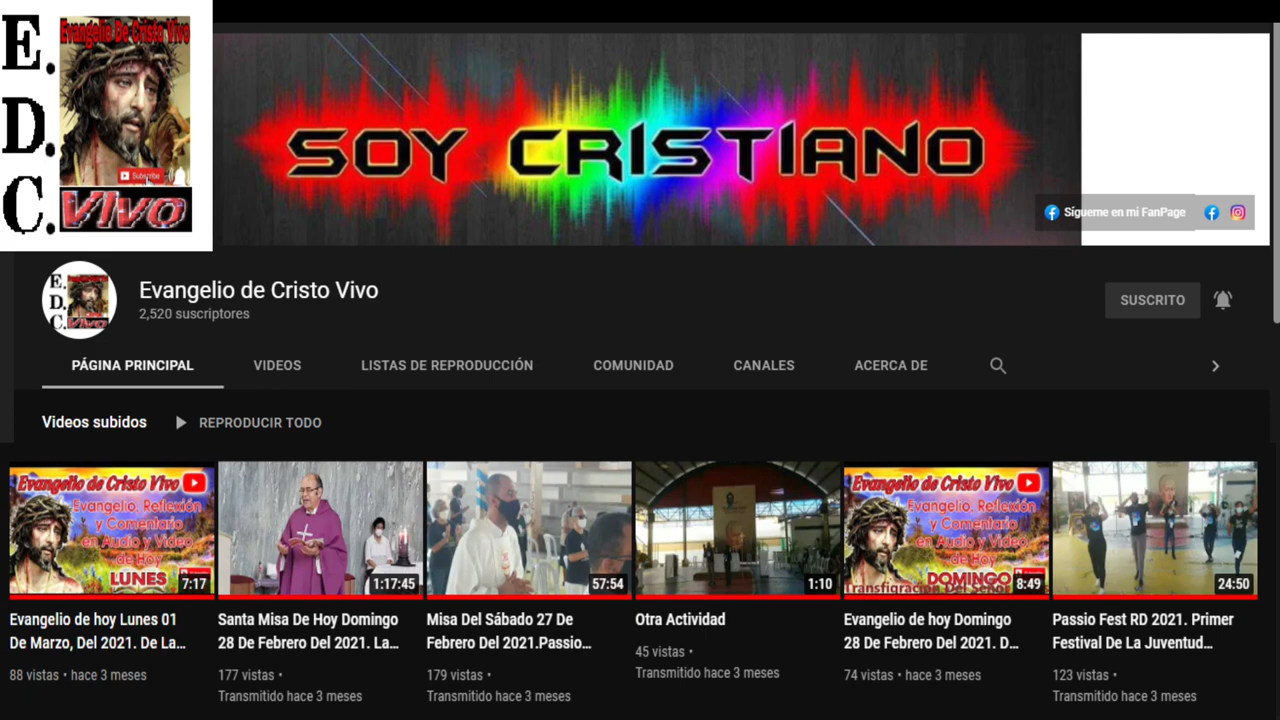 E.
D.
C.
Evangelio De Cristo Vivo
Subscribe
Vivo
SOY CRISTIANO
Sígueme en mi FanPage
E.
D.
C.
Vivo
Evangelio de Cristo Vivo
2,520 suscriptores
SUSCRITO
PÁGINA PRINCIPAL VIDEOS LISTAS DE REPRODUCCIÓN COMUNIDAD CANALES ACERCA DE
Videos subidos REPRODUCIR TODO
Evangelio de Cristo Vivo
Evangelio, Reflexión
y Comentario
en Audio y Video
de Hoy
LUNES
7:17
Evangelio de hoy Lunes 01
De Marzo, Del 2021. De La...
88 vistas • hace 3 meses
1:17:45
Santa Misa De Hoy Domingo
28 De Febrero Del 2021. La...
177 vistas •
Transmitido hace 3 meses
57:54
Misa Del Sábado 27 De
Febrero Del 2021.Passio...
179 vistas •
Transmitido hace 3 meses
1:10
Otra Actividad
45 vistas •
Transmitido hace 3 meses
Evangelio de Cristo Vivo
Evangelio, Reflexión
y Comentario
en Audio y Video
de Hoy
DOMINGO
Transfigración Del Señor
8:49
Evangelio de hoy Domingo
28 De Febrero Del 2021. D...
74 vistas • hace 3 meses
24:50
Passio Fest RD 2021. Primer
Festival De La Juventud...
123 vistas •
Transmitido hace 3 meses